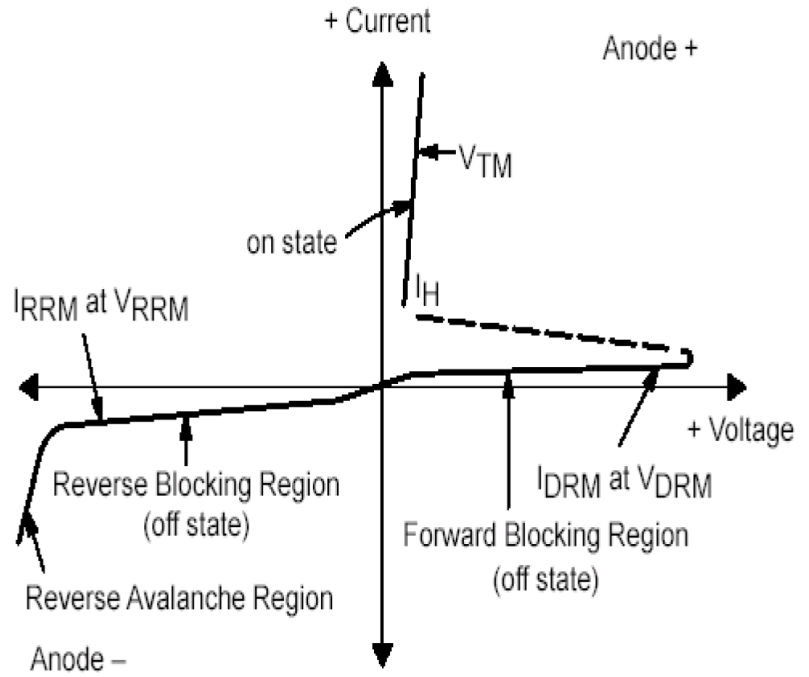 + Current
Anode +
VTM
on state
IH
IRRM at VRRM
+ Voltage
IDRM at VDRM
Reverse Blocking Region
(off state)
Forward Blocking Region
(off state)
Reverse Avalanche Region
Anode –